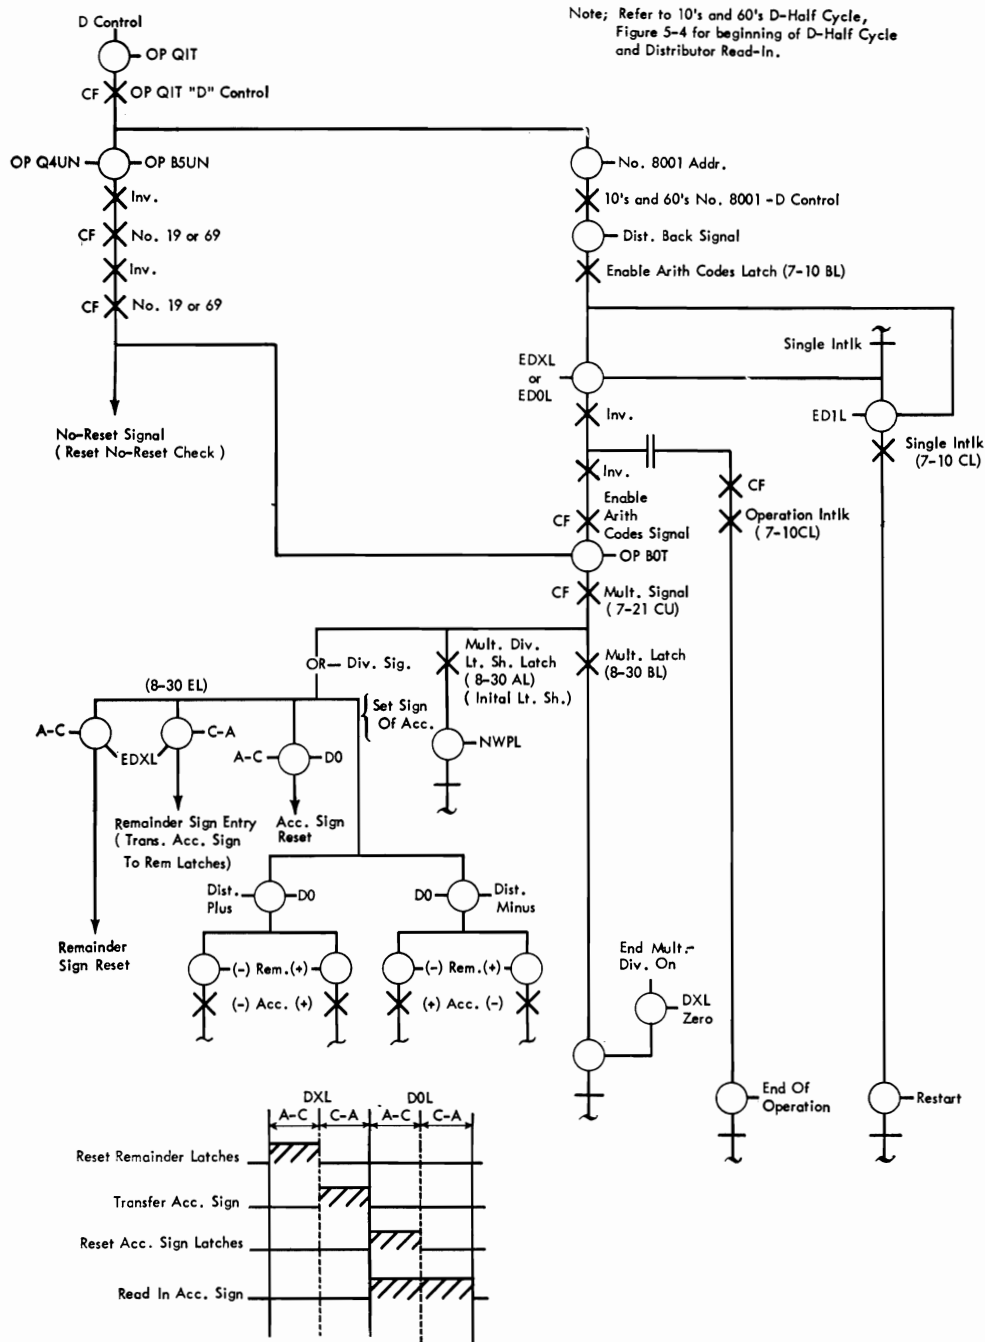 Note; Refer to 10's and 60's D-Half Cycle,
Figure 5-4 for beginning of D-Half Cycle
and Distributor Read-In.
D Control
OP QIT
CF OP QIT "D" Control
OP Q4UN OP B5UN
Inv.
CF No. 19 or 69
Inv.
CF No. 19 or 69
No-Reset Signal
( Reset No-Reset Check )
No. 8001 Addr.
10's and 60's No. 8001 -D Control
Dist. Back Signal
Enable Arith Codes Latch (7-10 BL)
Single Intlk
EDXL
or
ED0L
ED1L
Inv.
Single Intlk
(7-10 CL)
Inv.
CF
Enable
Arith
CF Codes Signal
Operation Intlk
( 7-10CL)
OP B0T
CF Mult. Signal
( 7-21 CU)
OR Div. Sig.
Mult. Div.
Lt. Sh. Latch
( 8-30 AL)
( Inital Lt. Sh.)
Mult. Latch
(8-30 BL)
(8-30 EL)
Set Sign
Of Acc.
A-C EDXL C-A
A-C D0
NWPL
Remainder Sign Entry
( Trans. Acc. Sign
To Rem Latches)
Acc. Sign
Reset
Dist.
Plus
D0
D0
Dist.
Minus
Remainder
Sign Reset
(-) Rem.(+)
(-) Rem.(+)
(-) Acc. (+)
(+) Acc. (-)
End Mult.-
Div. On
DXL
Zero
End Of
Operation
Restart
DXL D0L
A-C C-A A-C C-A
Reset Remainder Latches
Transfer Acc. Sign
Reset Acc. Sign Latches
Read In Acc. Sign